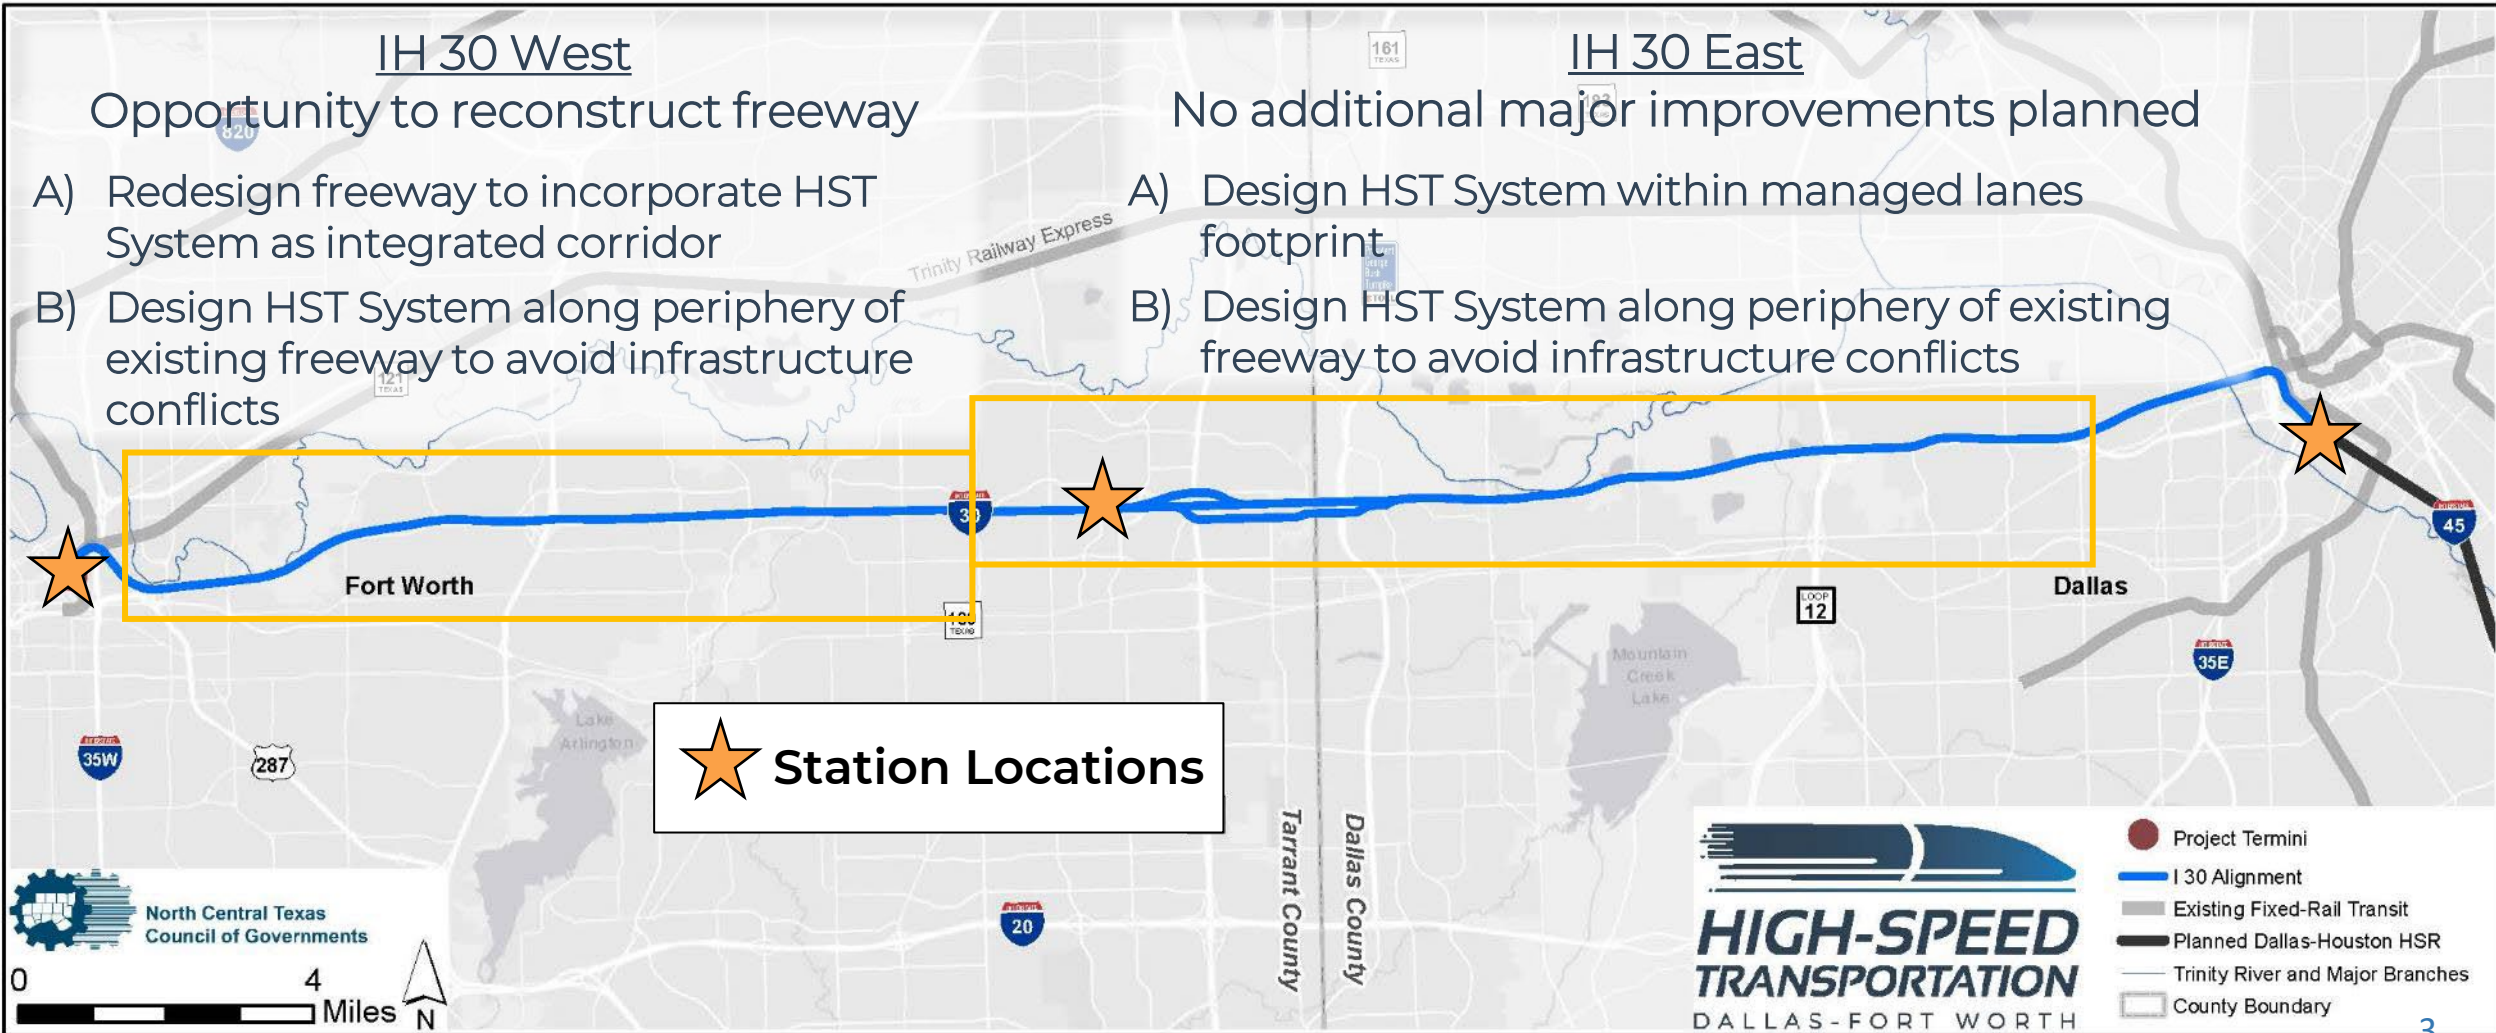 IH 30 West
Opportunity to reconstruct freeway
A) Redesign freeway to incorporate HST
System as integrated corridor
B) Design HST System along periphery of
existing freeway to avoid infrastructure
conflicts
IH 30 East
No additional major improvements planned
A) Design HST System within managed lanes
footprint
B) Design HST System along periphery of existing
freeway to avoid infrastructure conflicts
161
TEXAS
183
820
Trinity Railway Express
121
TEXAS
30
45
Fort Worth
Dallas
TEXAS
LOOP
12
35E
Mountain
Creek
Lake
Lake
Arlington
35W
287
Station Locations
Tarrant County
Dallas County
20
North Central Texas
Council of Governments
0 4
Miles
N
HIGH-SPEED
TRANSPORTATION
DALLAS-FORT WORTH
Project Termini
I 30 Alignment
Existing Fixed-Rail Transit
Planned Dallas-Houston HSR
Trinity River and Major Branches
County Boundary
3